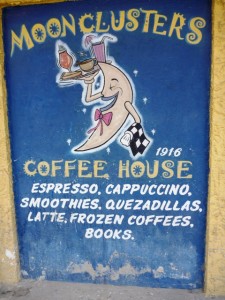 MOONCLUSTERS
1916
COFFEE HOUSE
ESPRESSO, CAPPUCCINO,
SMOOTHIES, QUEZADILLAS,
LATTE, FROZEN COFFEES,
BOOKS.